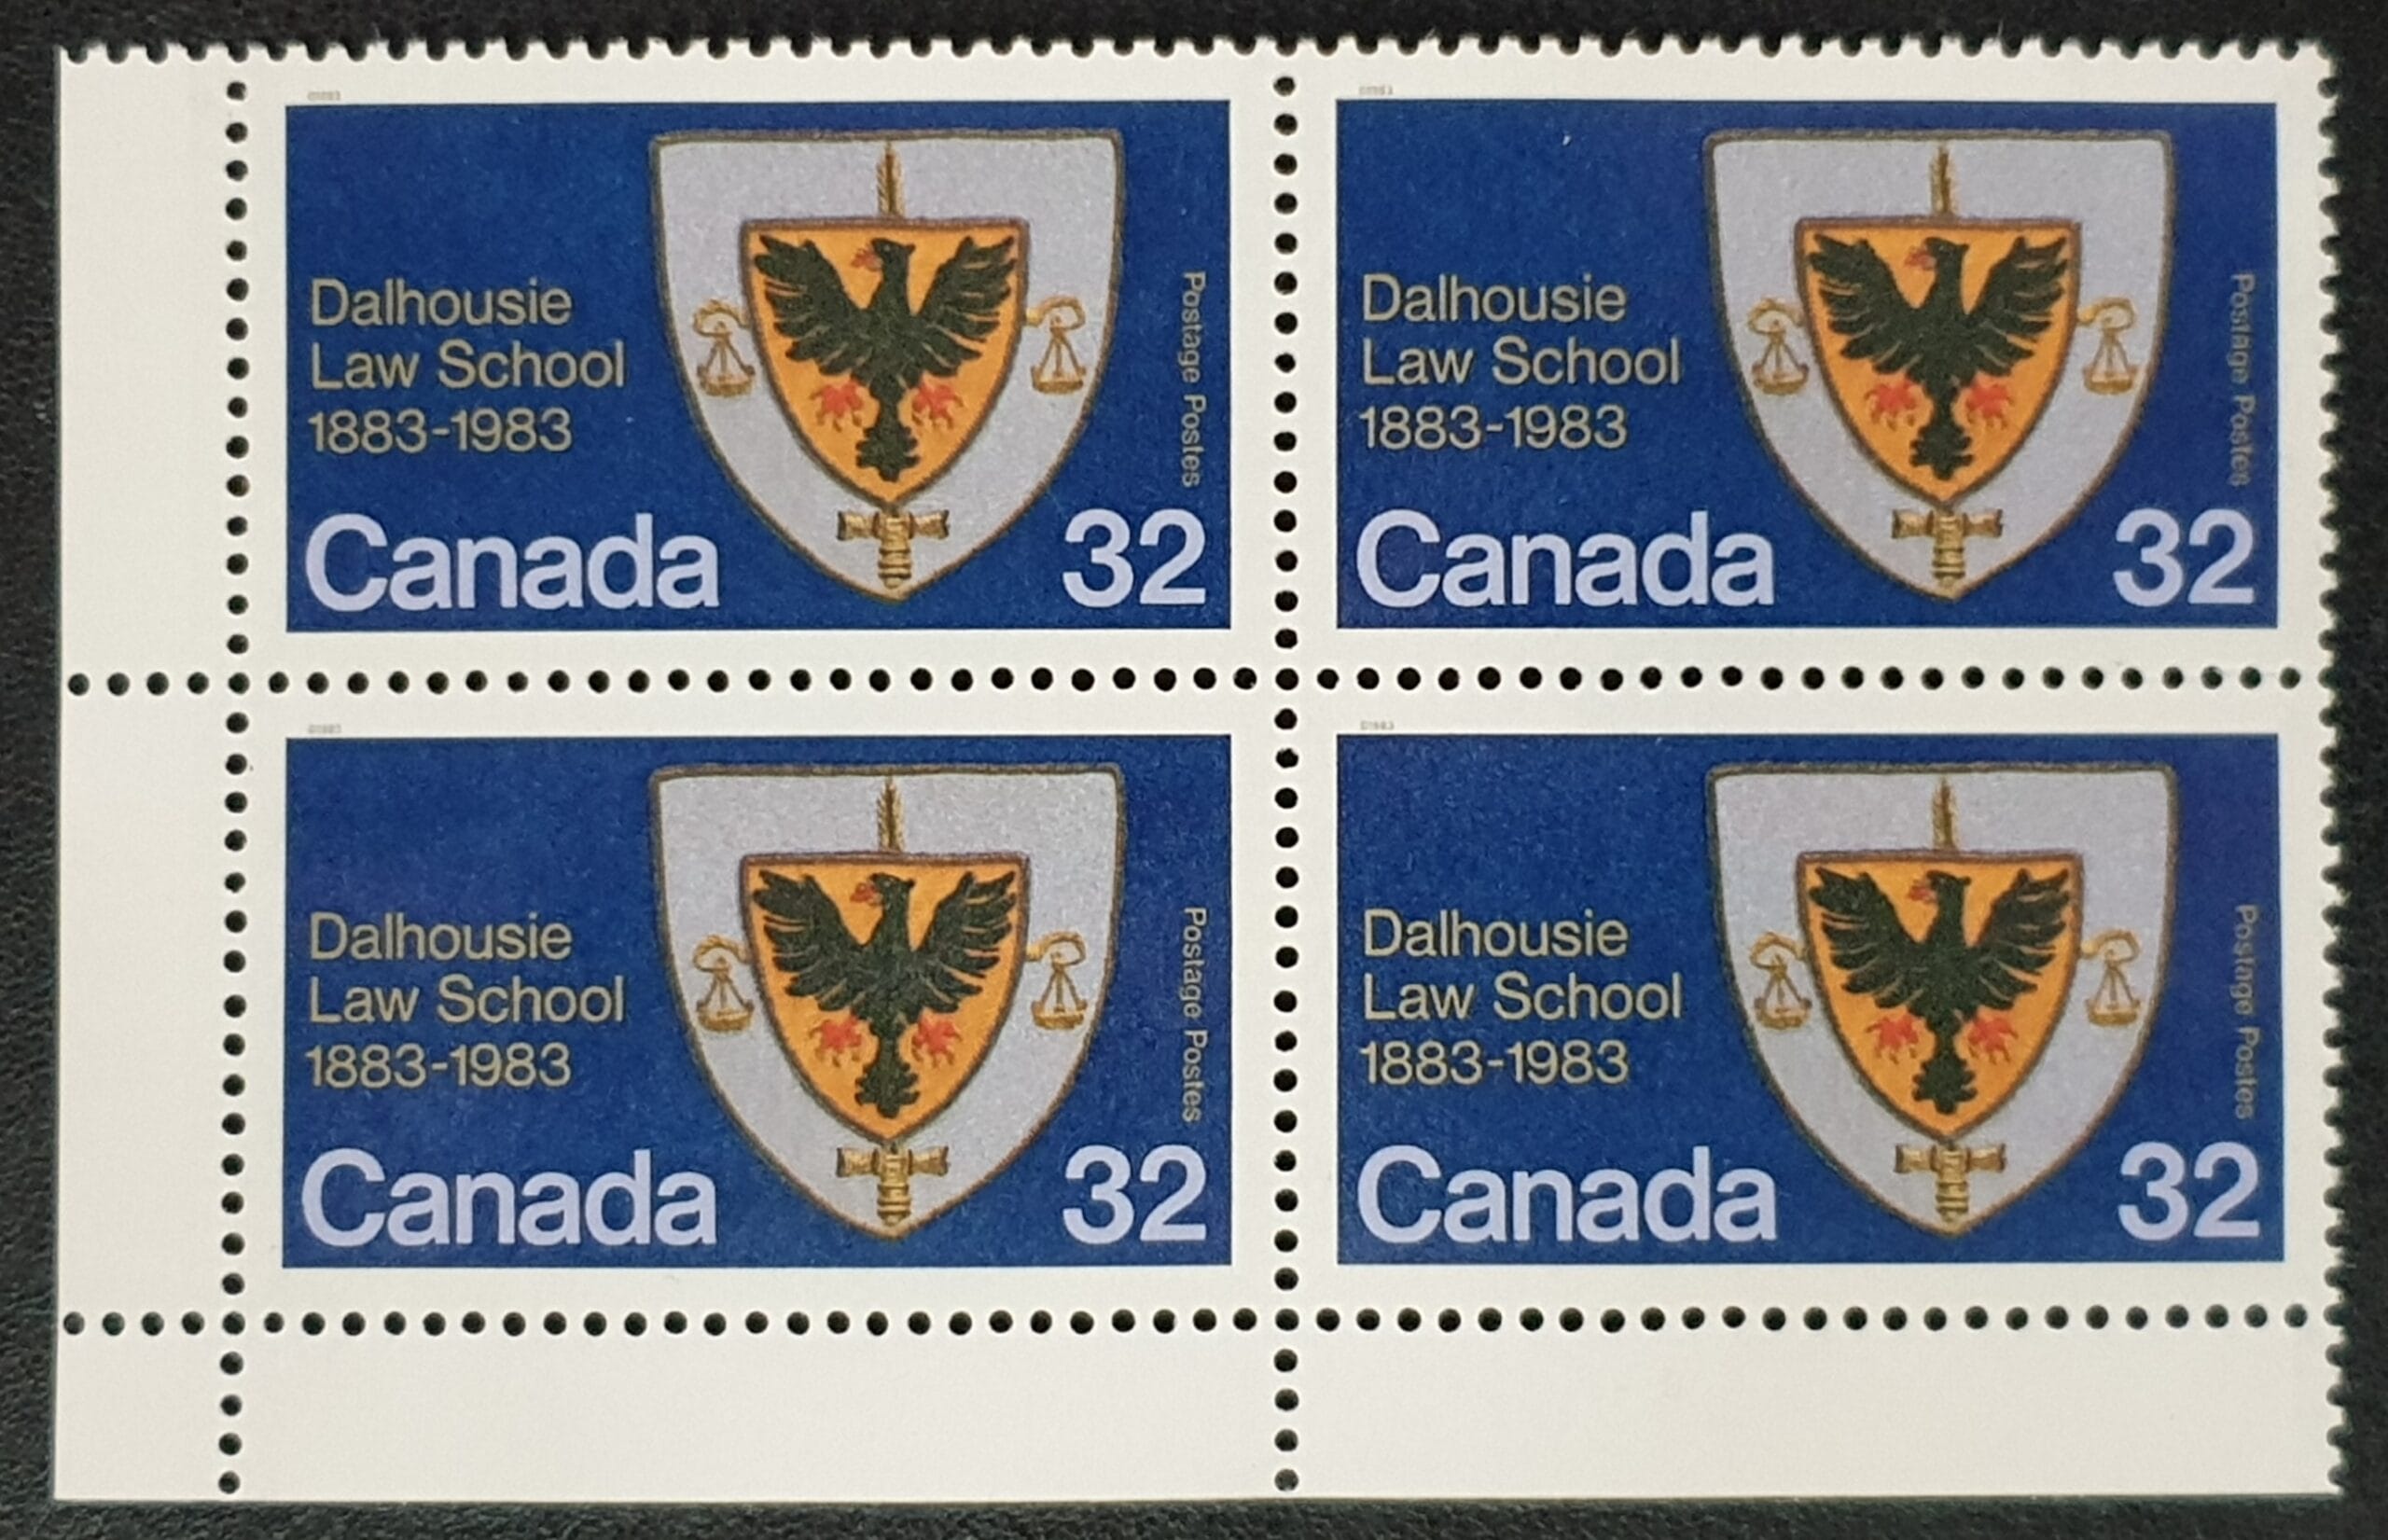 Dalhousie
Law School
1883-1983
Postage Postes
Canada 32
Dalhousie
Law School
1883-1983
Postage Postes
Canada 32
Dalhousie
Law School
1883-1983
Postage Postes
Canada 32
Dalhousie
Law School
1883-1983
Postage Postes
Canada 32